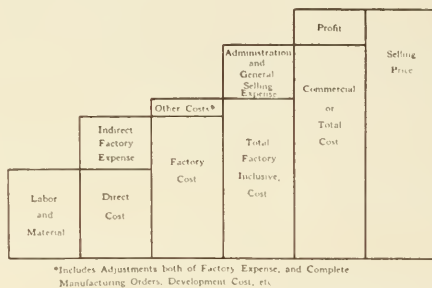 Profit
Selling
Price
Administration
and
General
Selling
Expense
Commercial
or
Total
Cost
Other Costs*
Indirect
Factory
Expense
Factory
Cost
Total
Factory
Inclusive,
Cost
Labor
and
Material
Direct
Cost
*Includes Adjustments both of Factory Expense, and Complete
Manufacturing Orders, Development Cost, etc